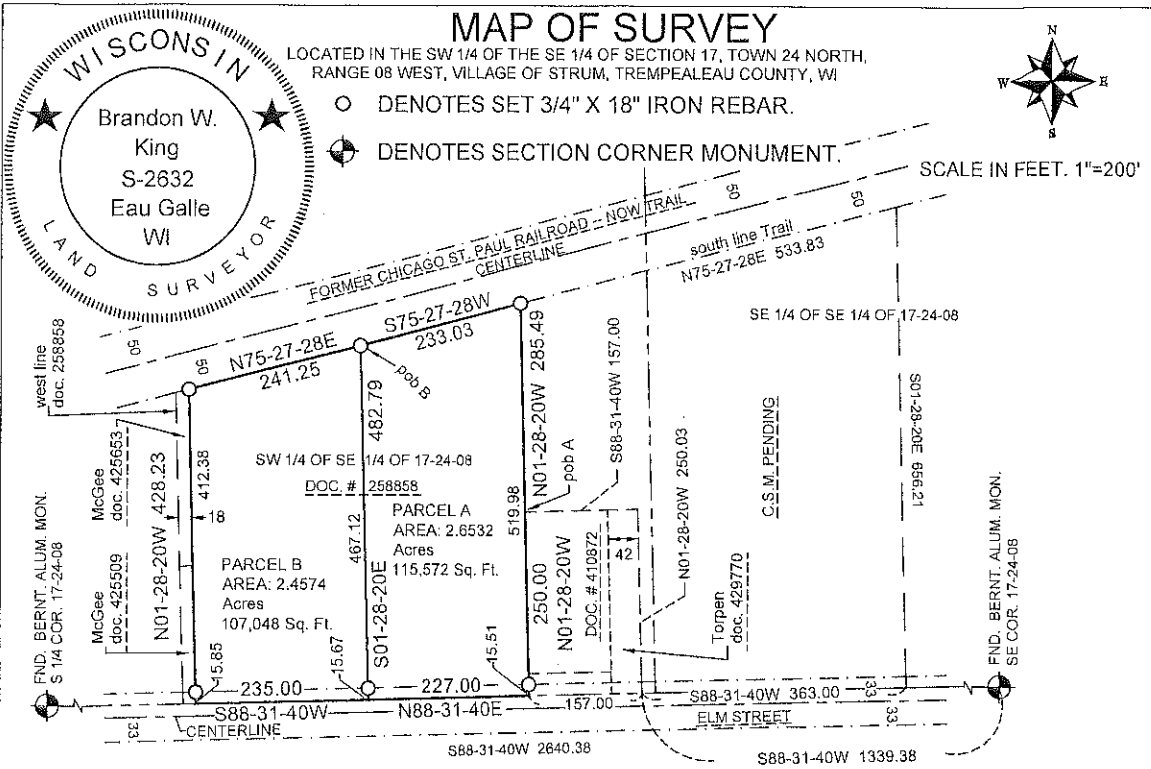 MAP OF SURVEY
LOCATED IN THE SW 1/4 OF THE SE 1/4 OF SECTION 17, TOWN 24 NORTH,
RANGE 08 WEST, VILLAGE OF STRUM, TREMPEALEAU COUNTY, WI
DENOTES SET 3/4" X 18" IRON REBAR.
DENOTES SECTION CORNER MONUMENT.
WISCONSIN
Brandon W.
King
S-2632
Eau Galle
WI
LAND SURVEYOR
N
W
E
S
SCALE IN FEET. 1"=200'
FORMER CHICAGO ST. PAUL RAILROAD - NOW TRAIL
CENTERLINE
50
50
50
50
south line Trail
N75-27-28E 533.83
SE 1/4 OF SE 1/4 OF 17-24-08
N75-27-28E
241.25
S75-27-28W
233.03
pob B
west line
doc. 258858
McGee
doc. 425653
McGee
doc. 425509
N01-28-20W 428.23
412.38
18
SW 1/4 OF SE 1/4 OF 17-24-08
DOC. # 258858
482.79
467.12
S01-28-20E
PARCEL A
AREA: 2.6532
Acres
115,572 Sq. Ft.
PARCEL B
AREA: 2.4574
Acres
107,048 Sq. Ft.
519.98
N01-28-20W 285.49
pob A
S88-31-40W 157.00
250.00
N01-28-20W
DOC. # 410872
42
N01-28-20W 250.03
Torpen
doc. 429770
C.S.M. PENDING
S01-28-20E 656.21
FND. BERNT. ALUM. MON.
S 1/4 COR. 17-24-08
FND. BERNT. ALUM. MON.
SE COR. 17-24-08
15.85
15.67
15.51
235.00
227.00
157.00
S88-31-40W 363.00
33
33
33
S88-31-40W
N88-31-40E
CENTERLINE
ELM STREET
S88-31-40W 2640.38
S88-31-40W 1339.38